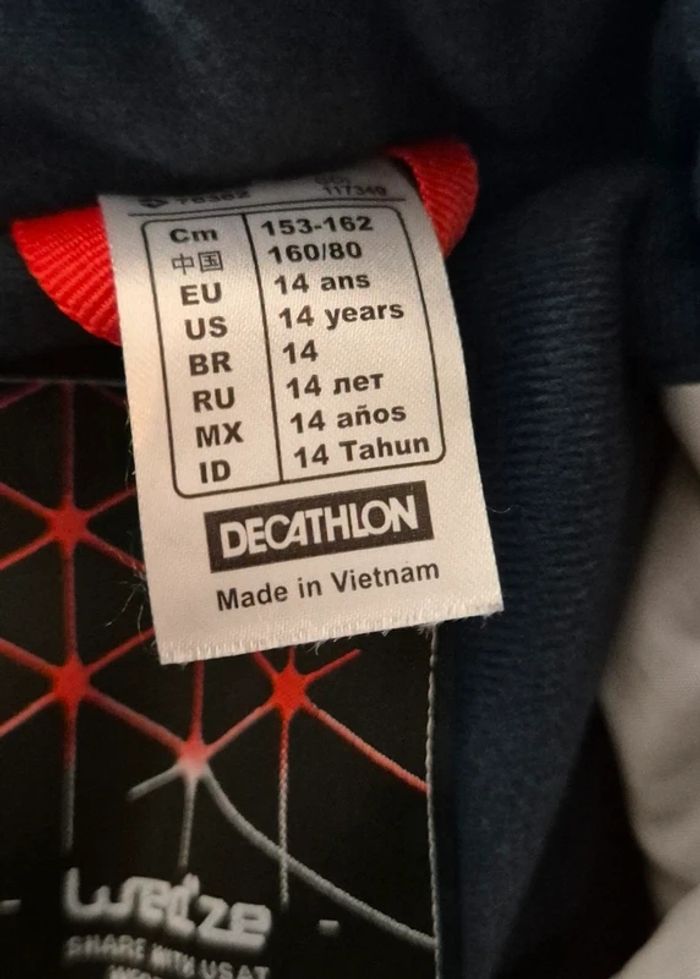 117340
Cm 153-162
中国 160/80
EU 14 ans
US 14 years
BR 14
RU 14 лет
MX 14 años
ID 14 Tahun
DECATHLON
Made in Vietnam
wed'ze
SHARE WITH US AT